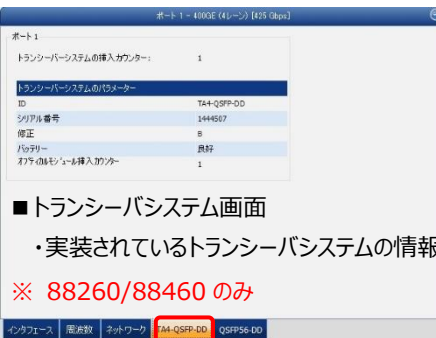 ポート 1 - 400GE (4レーン) [425 Gbps]
ポート 1
トランシーバーシステムの挿入カウンター: 1
トランシーバーシステムのパラメーター
ID TA4-QSFP-DD
シリアル番号 1444507
修正 B
バッテリー 良好
オプティカルモジュール挿入カウンター 1
■トランシーバシステム画面
・実装されているトランシーバシステムの情報
※ 88260/88460 のみ
インタフェース 周波数 ネットワーク TA4-QSFP-DD QSFP56-DD